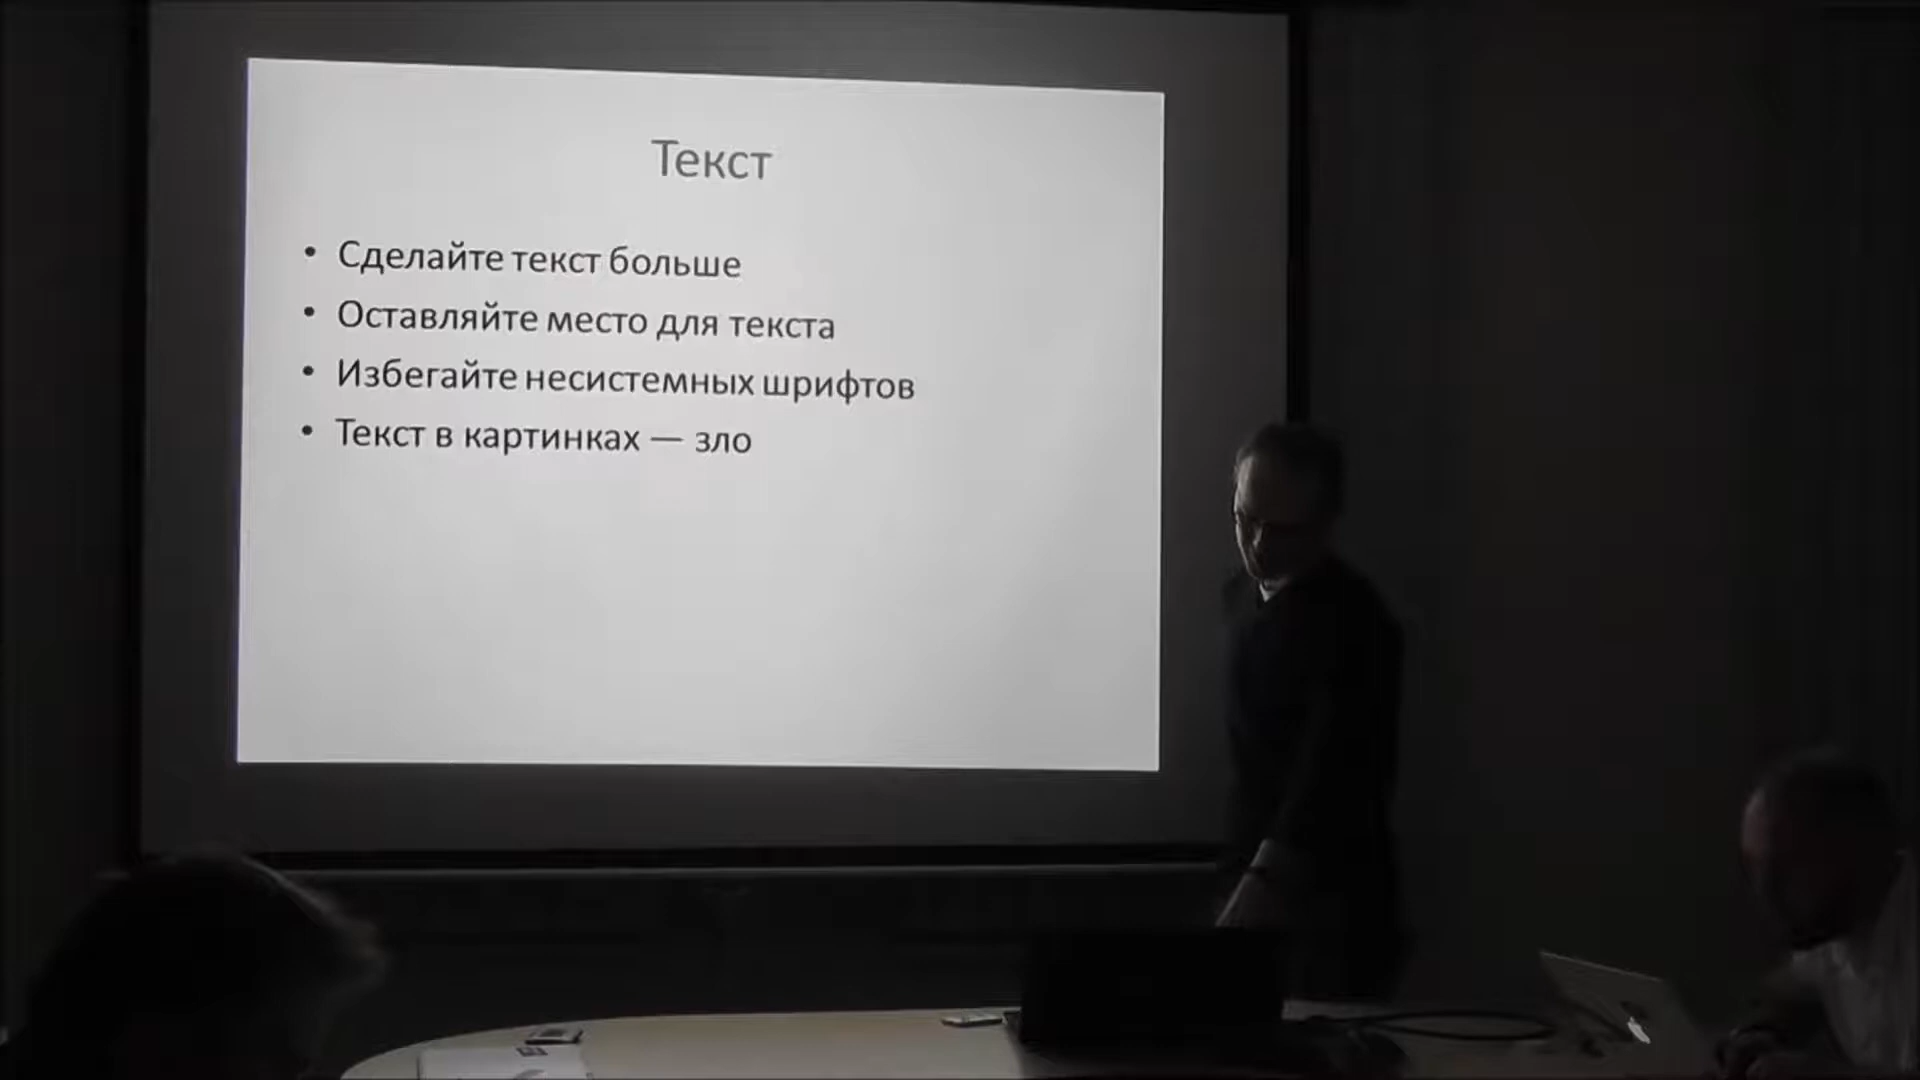 Текст
• Сделайте текст больше
• Оставляйте место для текста
• Избегайте несистемных шрифтов
• Текст в картинках — зло